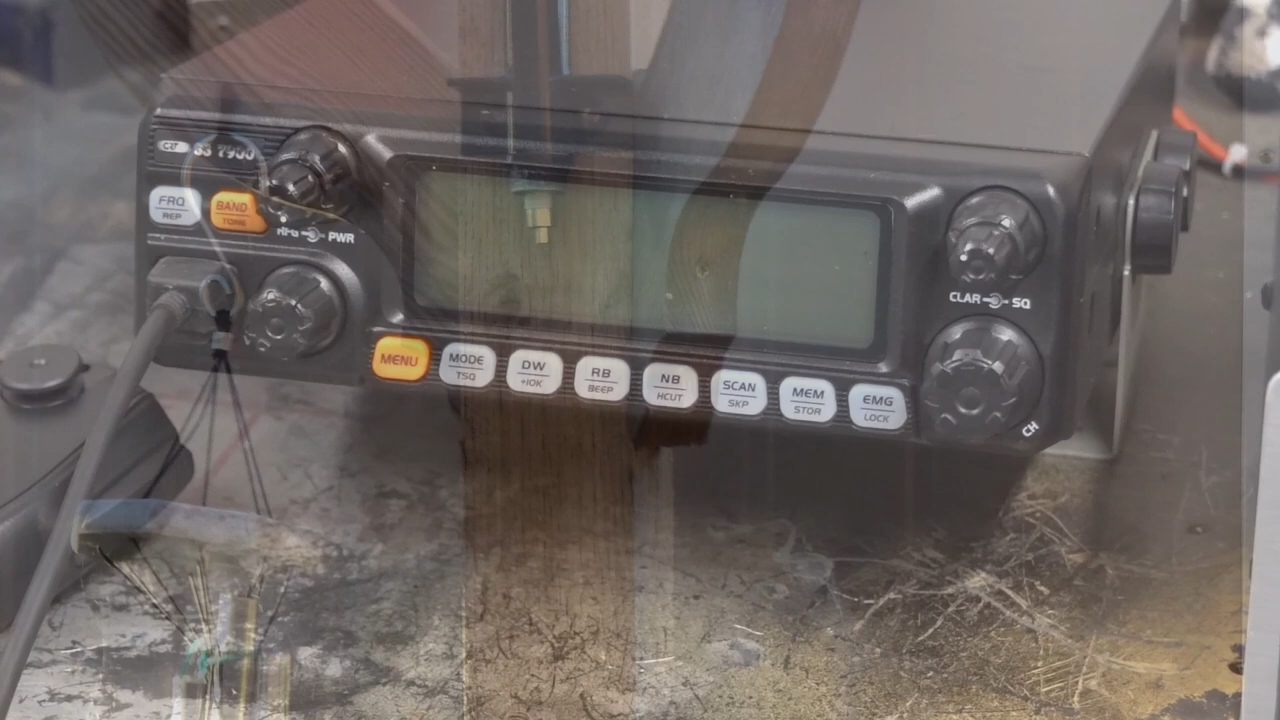 CRT SS 7900
FRQ
REP
BAND
TONE
RFG PWR
CLAR SQ
MENU
MODE
TSQ
DW
+10K
RB
BEEP
NB
HCUT
SCAN
SKP
MEM
STOR
EMG
LOCK
CH